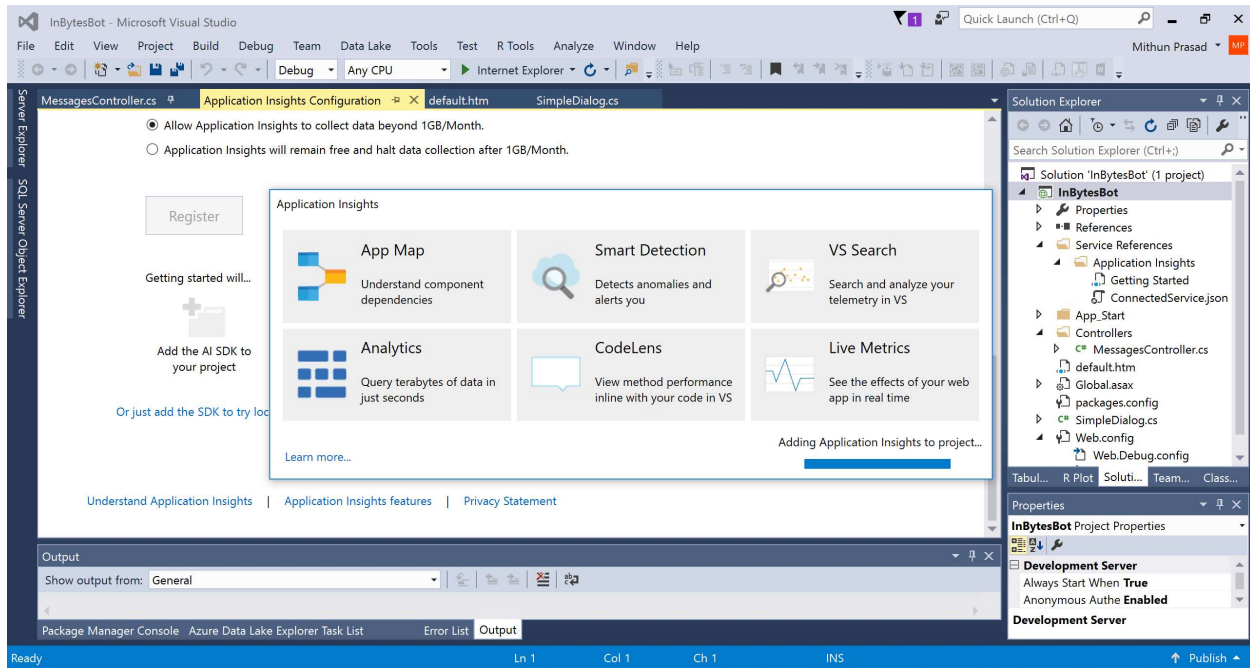 InBytesBot - Microsoft Visual Studio
1
Quick Launch (Ctrl+Q)
File Edit View Project Build Debug Team Data Lake Tools Test R Tools Analyze Window Help
Mithun Prasad
MP
Debug Any CPU Internet Explorer
Server Explorer
SQL Server Object Explorer
MessagesController.cs Application Insights Configuration default.htm SimpleDialog.cs
Allow Application Insights to collect data beyond 1GB/Month.
Application Insights will remain free and halt data collection after 1GB/Month.
Register
Getting started will...
Add the AI SDK to
your project
Or just add the SDK to try loc
Application Insights
App Map
Understand component
dependencies
Smart Detection
Detects anomalies and
alerts you
VS Search
Search and analyze your
telemetry in VS
Analytics
Query terabytes of data in
just seconds
CodeLens
View method performance
inline with your code in VS
Live Metrics
See the effects of your web
app in real time
Adding Application Insights to project...
Learn more...
Understand Application Insights | Application Insights features | Privacy Statement
Output
Show output from: General
Package Manager Console Azure Data Lake Explorer Task List Error List Output
Solution Explorer
Search Solution Explorer (Ctrl+;)
Solution 'InBytesBot' (1 project)
InBytesBot
Properties
References
Service References
Application Insights
Getting Started
ConnectedService.json
App_Start
Controllers
C# MessagesController.cs
default.htm
Global.asax
packages.config
C# SimpleDialog.cs
Web.config
Web.Debug.config
Tabul... R Plot Soluti... Team... Class...
Properties
InBytesBot Project Properties
Development Server
Always Start When True
Anonymous Authe Enabled
Development Server
Ready Ln 1 Col 1 Ch 1 INS Publish